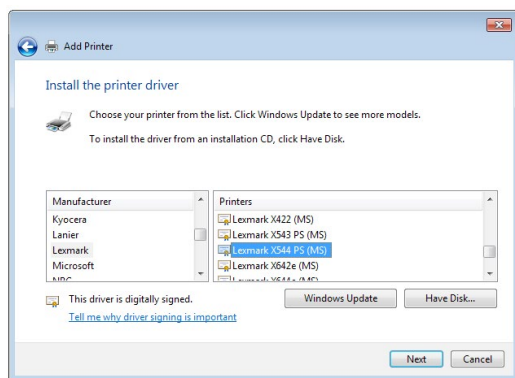 Add Printer
Install the printer driver
Choose your printer from the list. Click Windows Update to see more models.
To install the driver from an installation CD, click Have Disk.
Manufacturer
Kyocera
Lanier
Lexmark
Microsoft
Printers
Lexmark X422 (MS)
Lexmark X543 PS (MS)
Lexmark X544 PS (MS)
Lexmark X642e (MS)
This driver is digitally signed.
Tell me why driver signing is important
Windows Update
Have Disk...
Next
Cancel